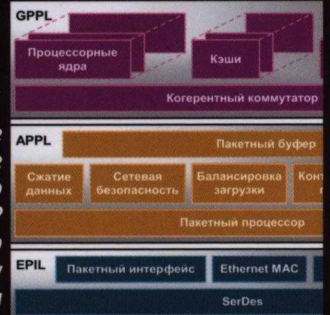 GPPL
Процессорные
ядра
Кэши
Когерентный коммутатор
APPL
Пакетный буфер
Сжатие
данных
Сетевая
безопасность
Балансировка
загрузки
Пакетный процессор
EPIL
Пакетный интерфейс
Ethernet MAC
SerDes